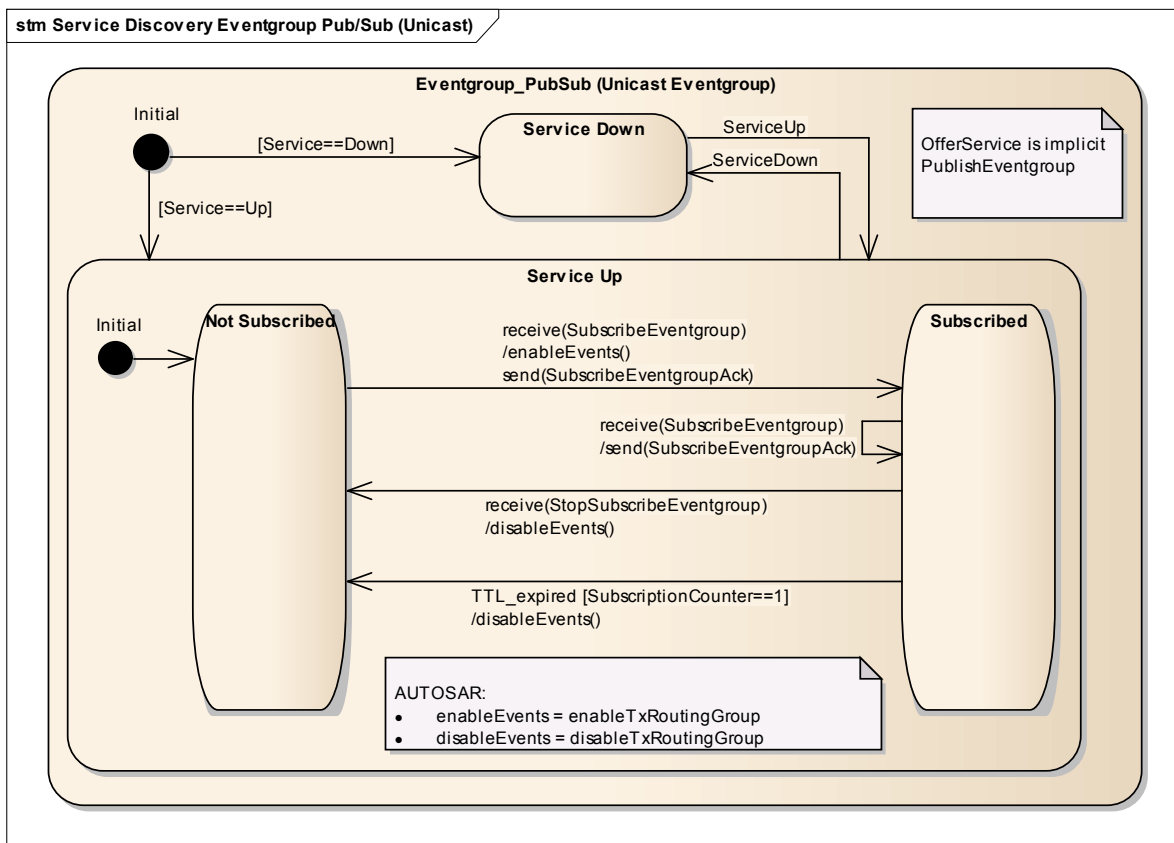 stm Service Discovery Eventgroup Pub/Sub (Unicast)
Eventgroup_PubSub (Unicast Eventgroup)
Initial
[Service==Down]
Service Down
ServiceUp
ServiceDown
OfferService is implicit
PublishEventgroup
[Service==Up]
Service Up
Initial
Not Subscribed
Subscribed
receive(SubscribeEventgroup)
/enableEvents()
send(SubscribeEventgroupAck)
receive(SubscribeEventgroup)
/send(SubscribeEventgroupAck)
receive(StopSubscribeEventgroup)
/disableEvents()
TTL_expired [SubscriptionCounter==1]
/disableEvents()
AUTOSAR:
• enableEvents = enableTxRoutingGroup
• disableEvents = disableTxRoutingGroup